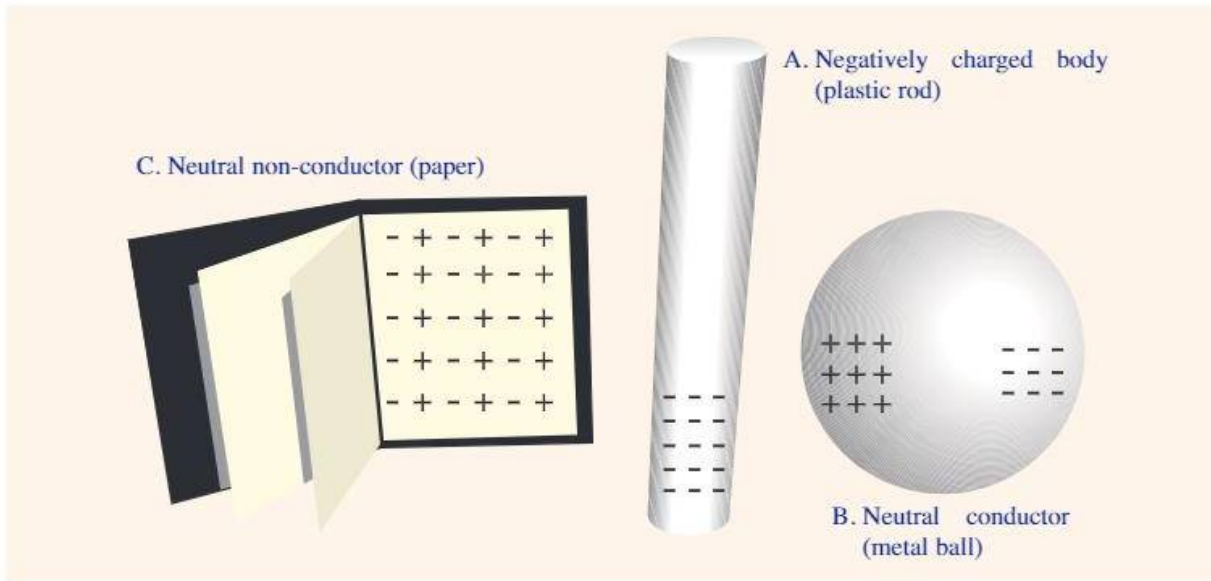 A. Negatively charged body
(plastic rod)
C. Neutral non-conductor (paper)
- + - + - +
- + - + - +
- + - + - +
- + - + - +
- + - + - +
+ + +
+ + +
+ + +
- - -
- - -
- - -
- - -
- - -
- - -
- - -
- - -
B. Neutral conductor
(metal ball)